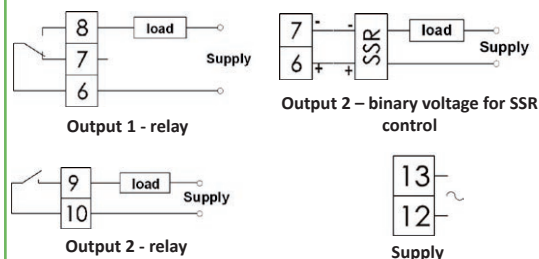 8
load
7
Supply
6
Output 1 - relay
7
-
-
SSR
load
Supply
6
+
+
Output 2 – binary voltage for SSR
control
9
load
Supply
10
Output 2 - relay
13
12
Supply